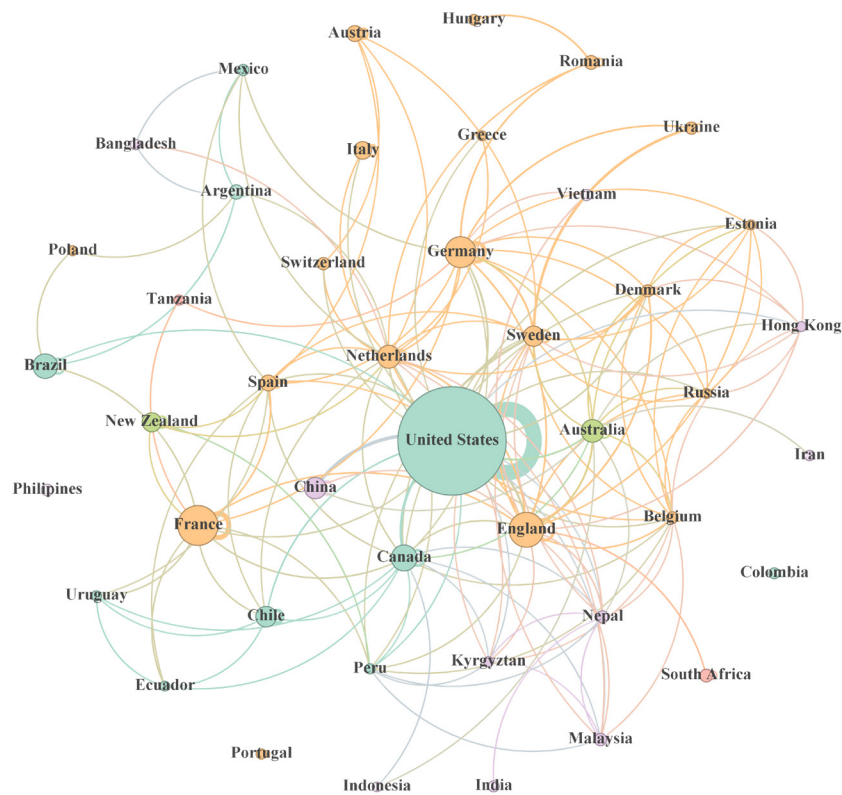 Hungary
Austria
Romania
Mexico
Ukraine
Greece
Bangladesh
Italy
Argentina
Vietnam
Estonia
Poland
Germany
Switzerland
Denmark
Tanzania
Hong Kong
Sweden
Netherlands
Brazil
Spain
Russia
New Zealand
United States
Australia
Iran
China
Philipines
France
England
Belgium
Canada
Colombia
Uruguay
Chile
Nepal
Kyrgyztan
Peru
South Africa
Ecuador
Malaysia
Portugal
Indonesia
India